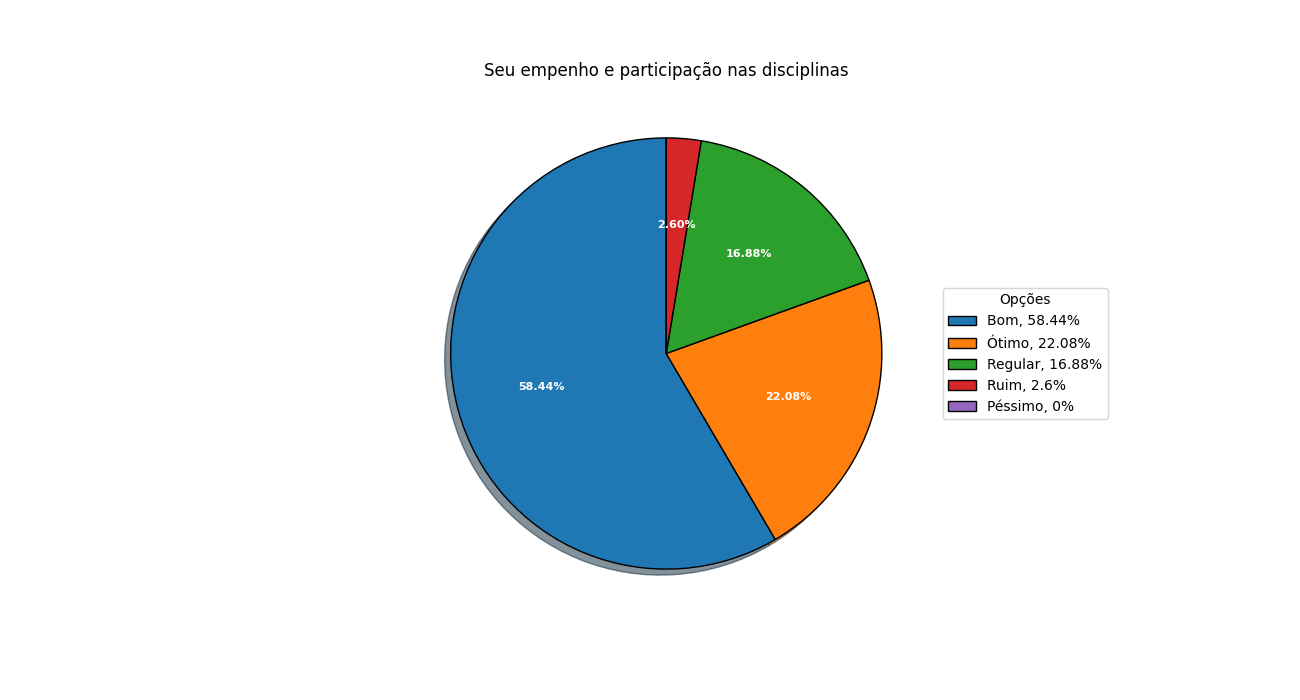 Seu empenho e participação nas disciplinas
2.60%
16.88%
58.44%
22.08%
Opções
Bom, 58.44%
Ótimo, 22.08%
Regular, 16.88%
Ruim, 2.6%
Péssimo, 0%